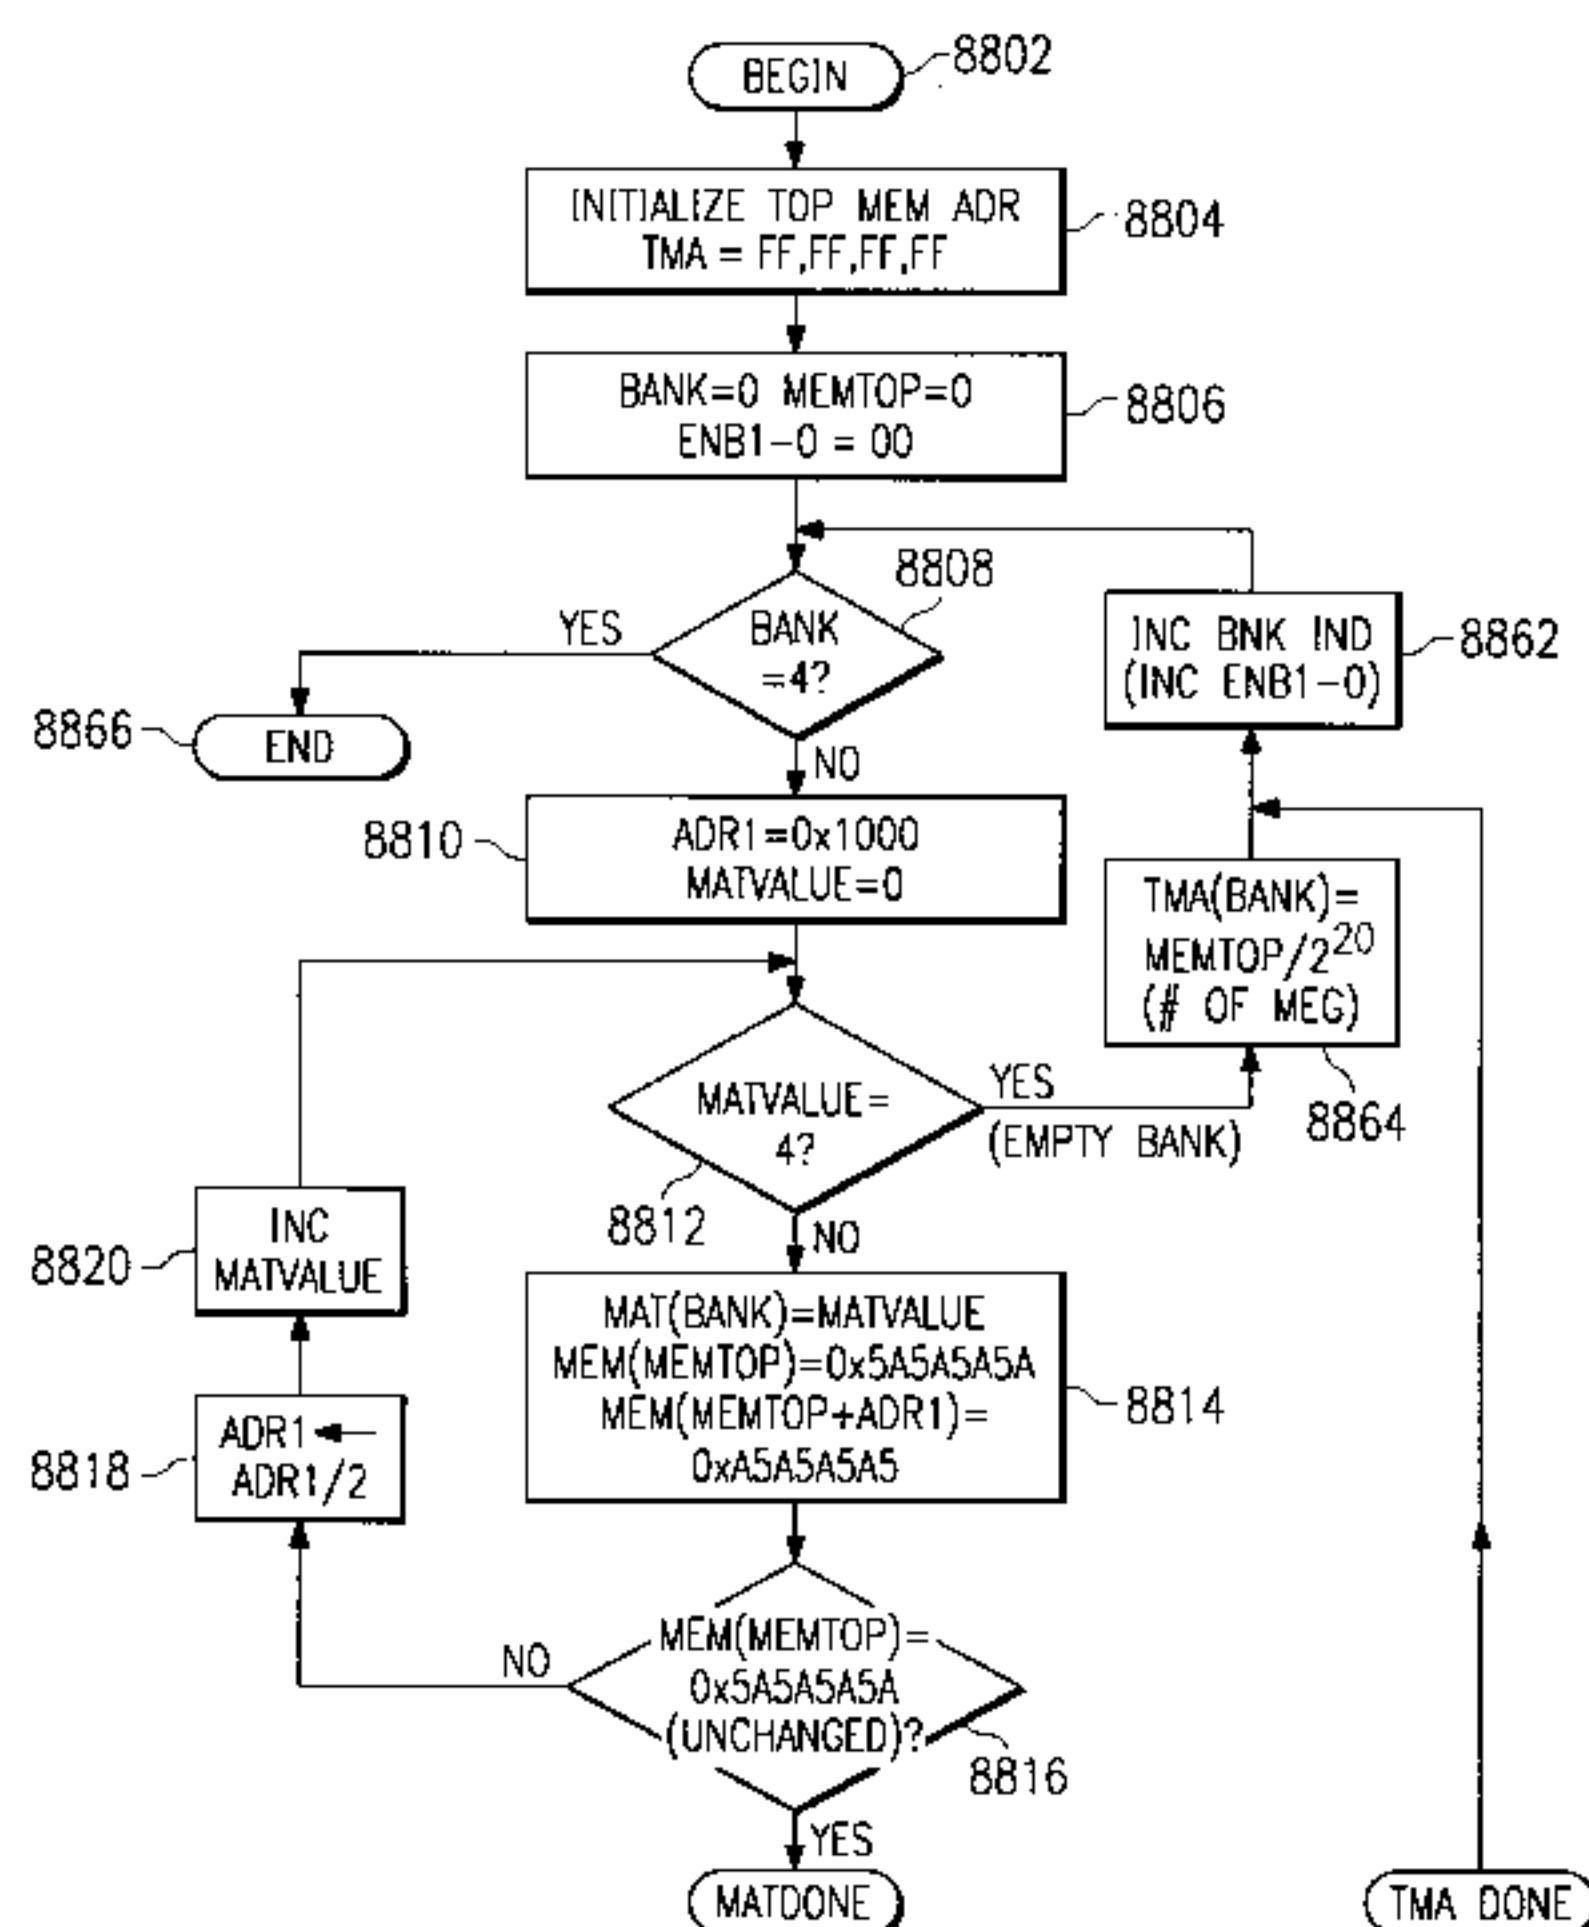 BEGIN
8802
INITIALIZE TOP MEM ADR
TMA = FF,FF,FF,FF
8804
BANK=0 MEMTOP=0
ENB1-0 = 00
8806
8808
YES
BANK
=4?
INC BNK IND
(INC ENB1-0)
8862
8866
END
NO
8810
ADR1=0x1000
MATVALUE=0
TMA(BANK)=
MEMTOP/2^20
(# OF MEG)
8864
MATVALUE=
4?
YES
(EMPTY BANK)
8812
NO
8820
INC
MATVALUE
MAT(BANK)=MATVALUE
MEM(MEMTOP)=0x5A5A5A5A
MEM(MEMTOP+ADR1)=
0xA5A5A5A5
8814
8818
ADR1←
ADR1/2
NO
MEM(MEMTOP)=
0x5A5A5A5A
(UNCHANGED)?
8816
YES
MATDONE
TMA DONE